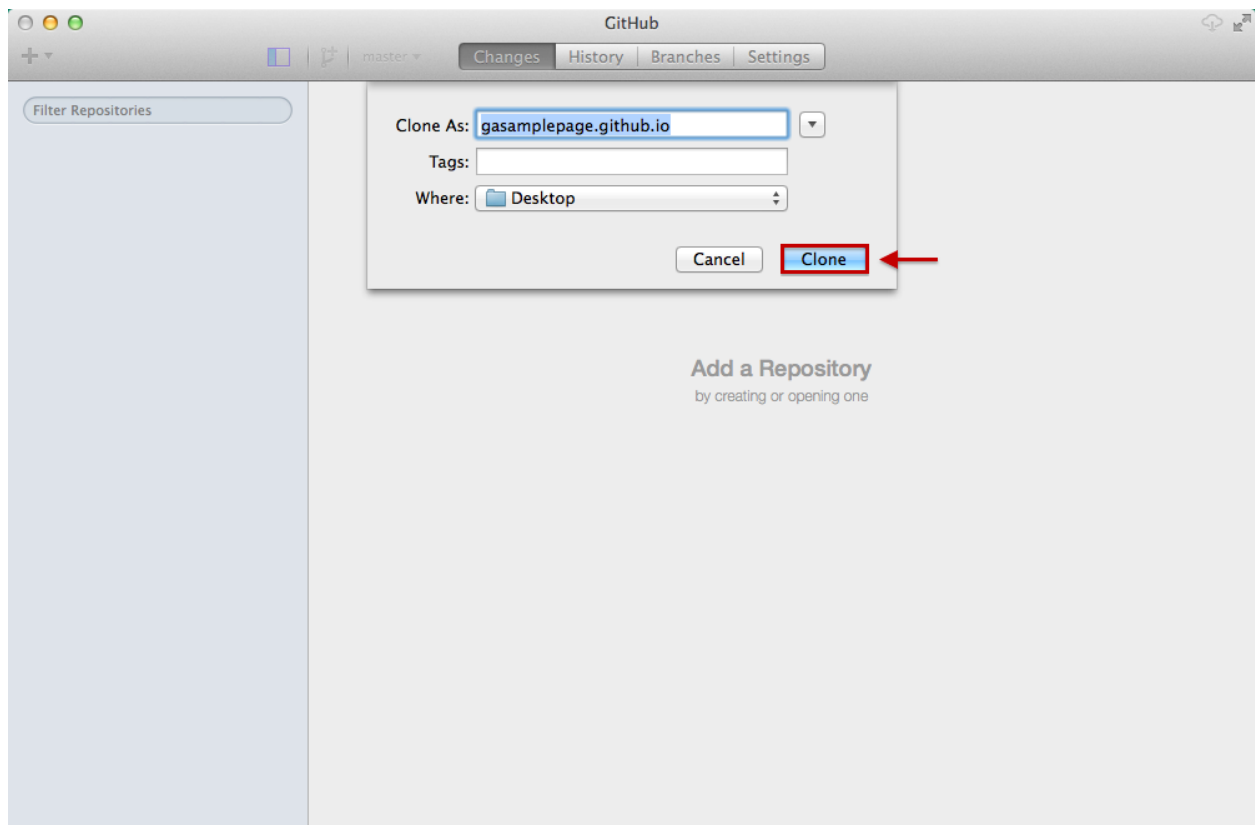 GitHub
master Changes History Branches Settings
Filter Repositories
Clone As: gasamplepage.github.io
Tags:
Where: Desktop
Cancel Clone
Add a Repository
by creating or opening one